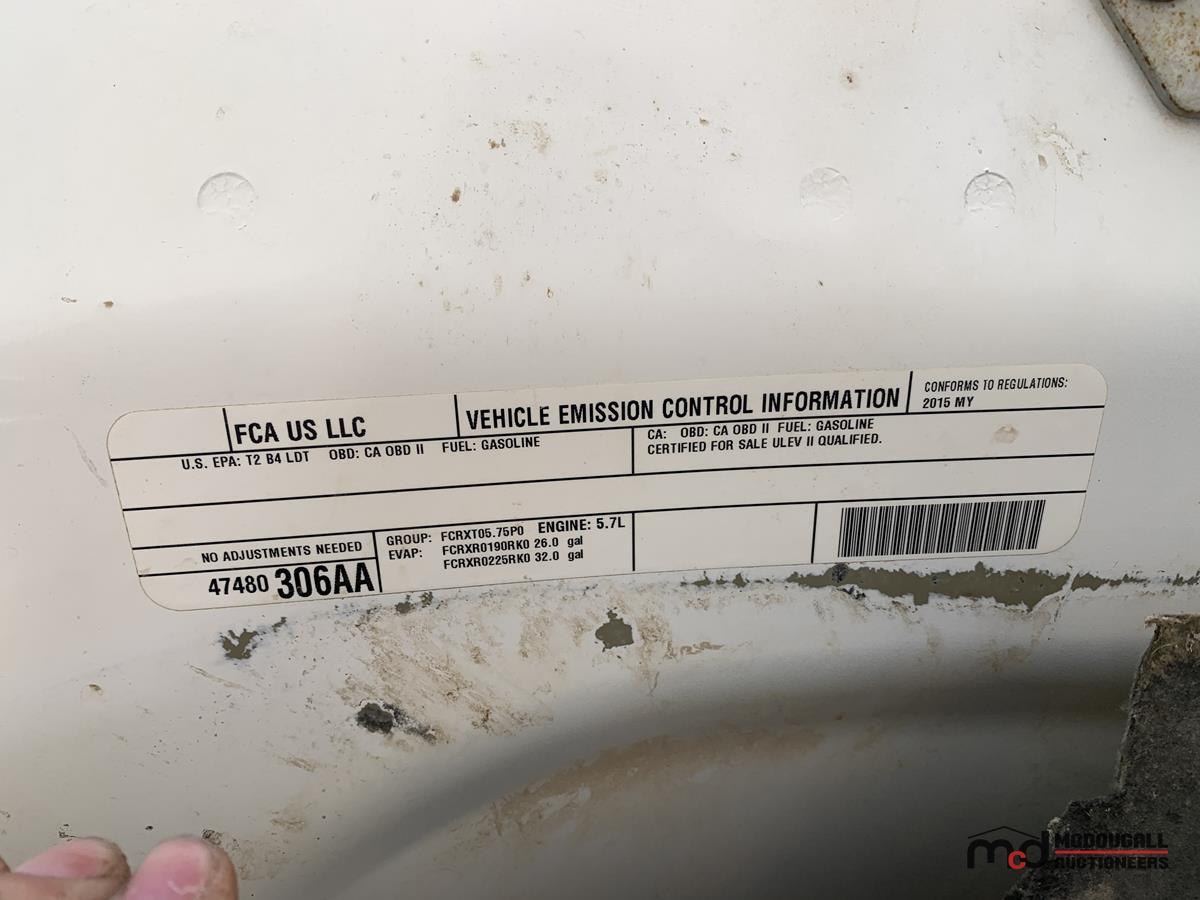 FCA US LLC
VEHICLE EMISSION CONTROL INFORMATION
CONFORMS TO REGULATIONS:
2015 MY
U.S. EPA: T2 B4 LDT OBD: CA OBD II FUEL: GASOLINE
CA: OBD: CA OBD II FUEL: GASOLINE
CERTIFIED FOR SALE ULEV II QUALIFIED.
NO ADJUSTMENTS NEEDED
47480 306AA
GROUP: FCRXT05.75P0 ENGINE: 5.7L
EVAP: FCRXR0190RK0 26.0 gal
FCRXR0225RK0 32.0 gal
mcd MCDOUGALL
AUCTIONEERS